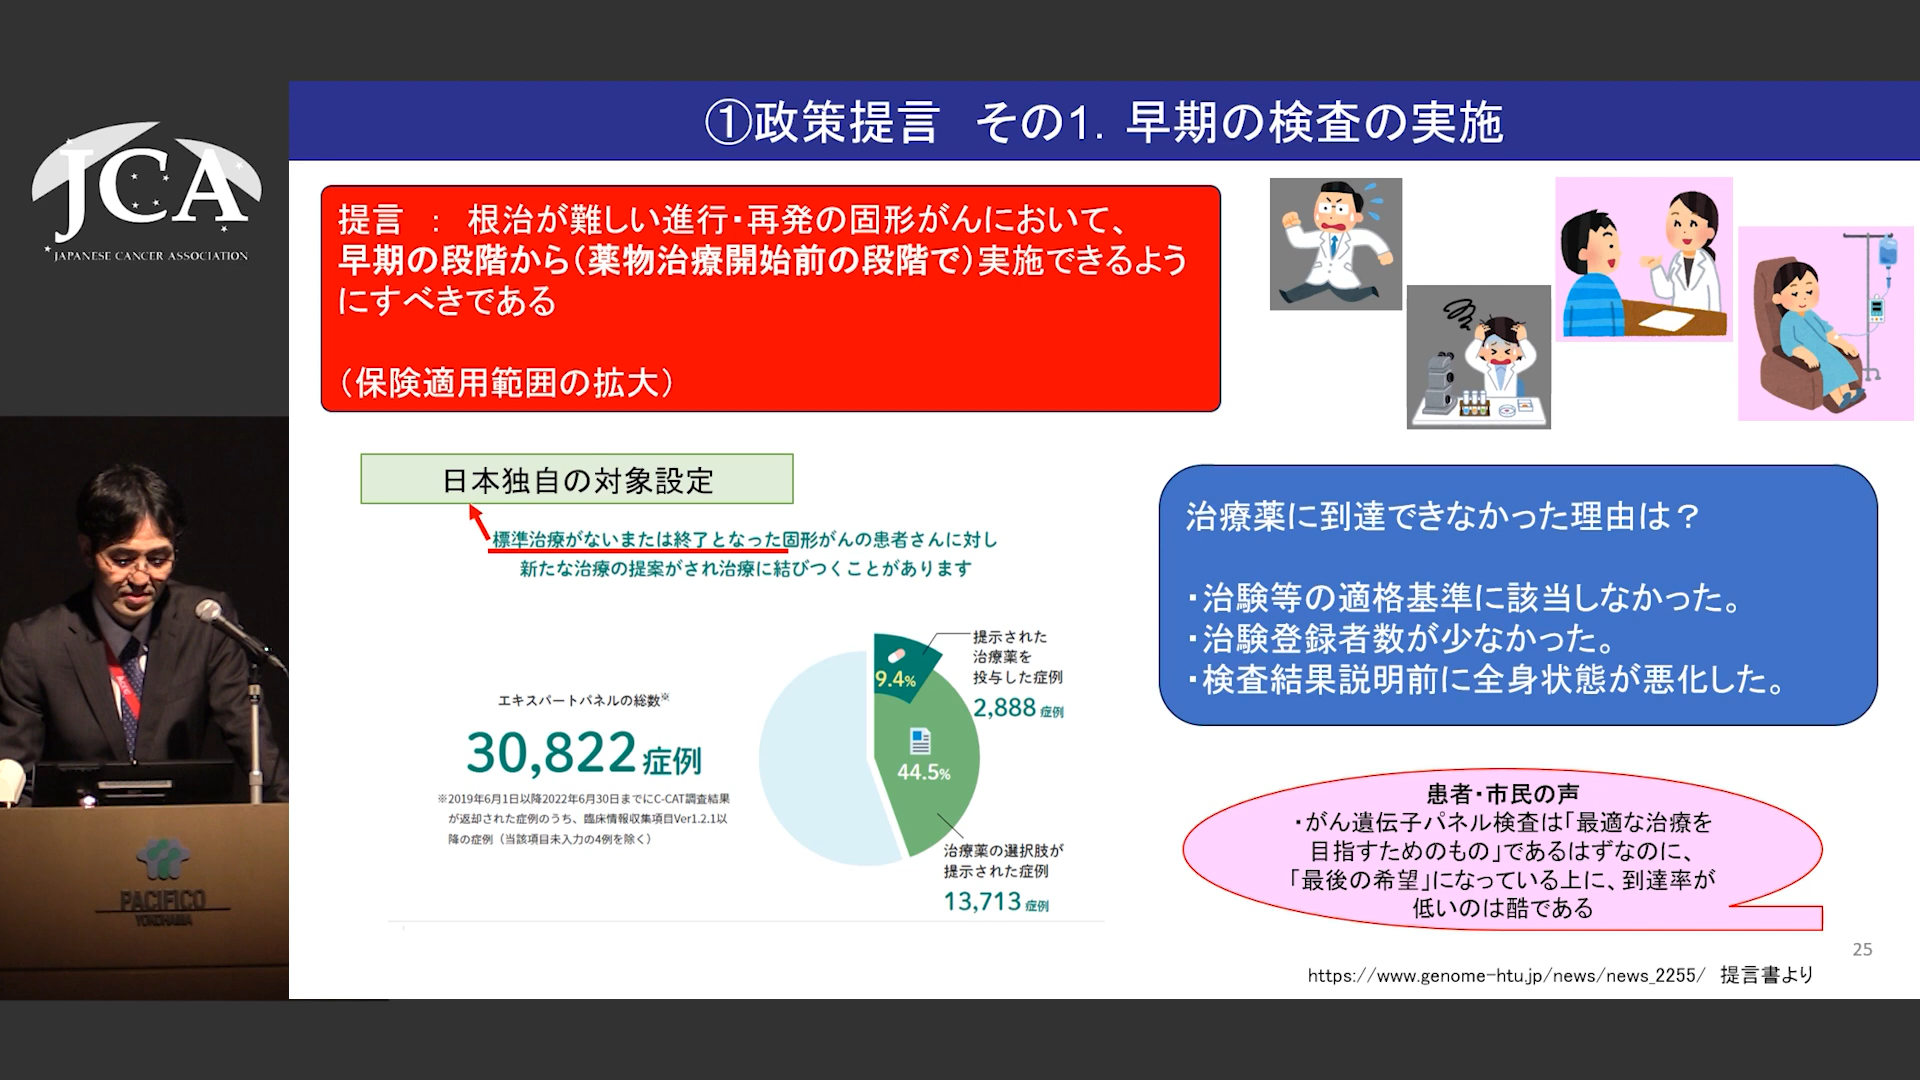 ①政策提言　その1．早期の検査の実施
JCA
JAPANESE CANCER ASSOCIATION
提言　：　根治が難しい進行・再発の固形がんにおいて、
早期の段階から（薬物治療開始前の段階で）実施できるよう
にすべきである
（保険適用範囲の拡大）
日本独自の対象設定
標準治療がないまたは終了となった固形がんの患者さんに対し
新たな治療の提案がされ治療に結びつくことがあります
エキスパートパネルの総数※
30,822症例
※2019年6月1日以降2022年6月30日までにC-CAT調査結果
が返却された症例のうち、臨床情報収集項目Ver1.2.1以
降の症例（当該項目未入力の4例を除く）
9.4%
提示された
治療薬を
投与した症例
2,888 症例
44.5%
治療薬の選択肢が
提示された症例
13,713 症例
治療薬に到達できなかった理由は？
・治験等の適格基準に該当しなかった。
・治験登録者数が少なかった。
・検査結果説明前に全身状態が悪化した。
患者・市民の声
・がん遺伝子パネル検査は「最適な治療を
目指すためのもの」であるはずなのに、
「最後の希望」になっている上に、到達率が
低いのは酷である
25
https://www.genome-htu.jp/news/news_2255/　提言書より
PACIFICO
YOKOHAMA